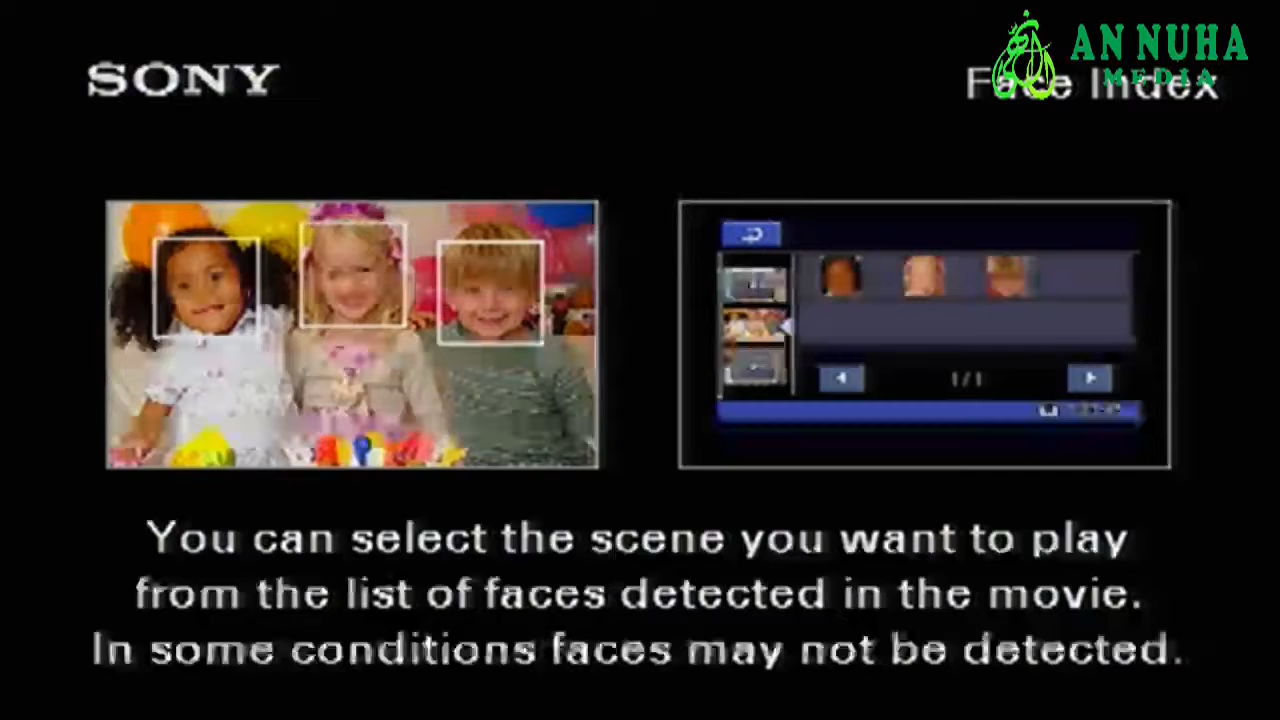 SONY
AN NUHA
MEDIA
Face Index
1/1
You can select the scene you want to play
from the list of faces detected in the movie.
In some conditions faces may not be detected.